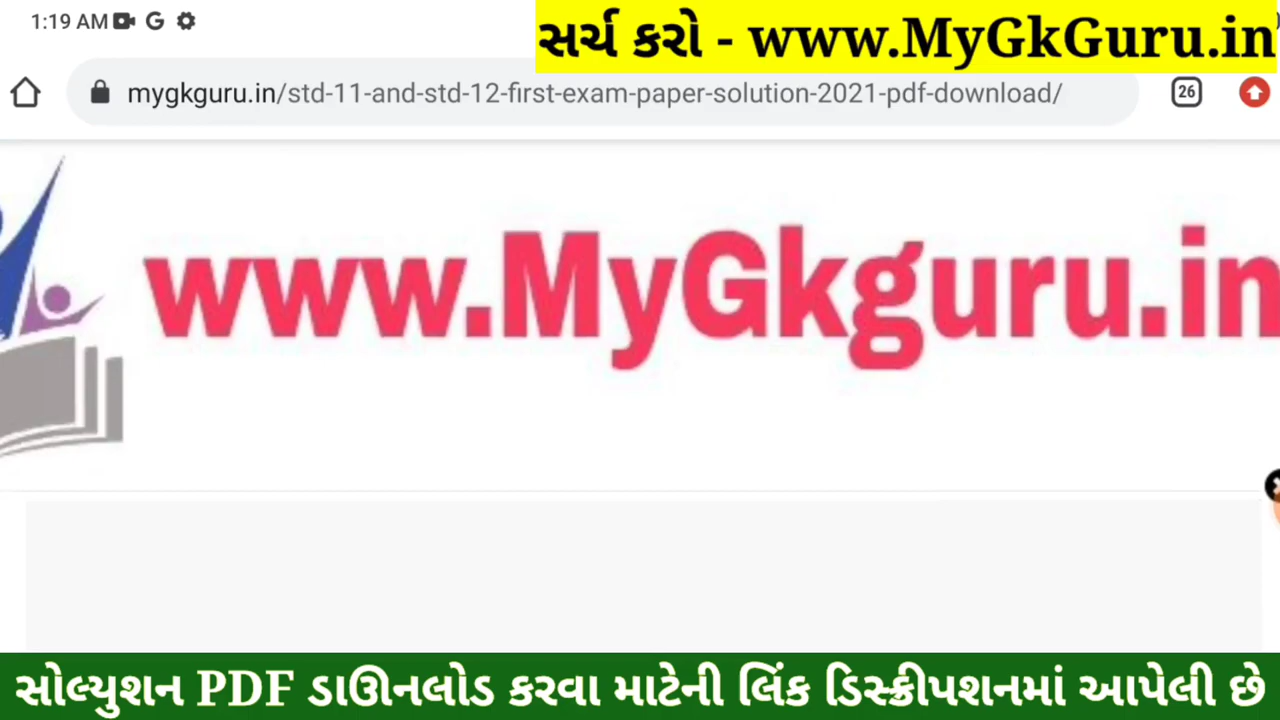 1:19 AM
સર્ચ કરો - www.MyGkGuru.in
mygkguru.in/std-11-and-std-12-first-exam-paper-solution-2021-pdf-download/
26
www.MyGkguru.in
સોલ્યુશન PDF ડાઊનલોડ કરવા માટેની લિંક ડિસ્ક્રીપશનમાં આપેલી છે